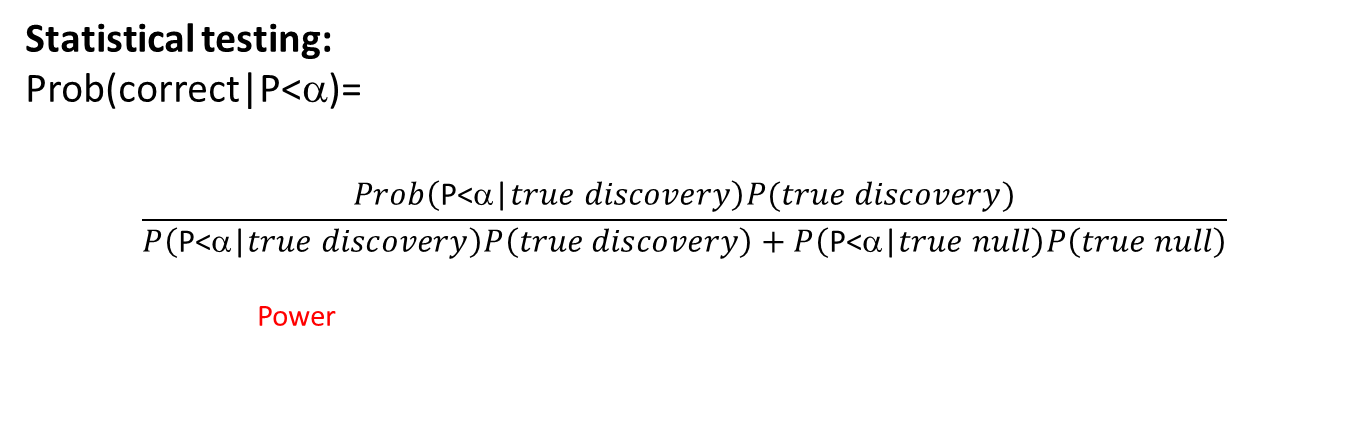 Statistical testing:
Prob(correct|P<α)=
Prob(P<α|true discovery)P(true discovery)
P(P<α|true discovery)P(true discovery) + P(P<α|true null)P(true null)
Power